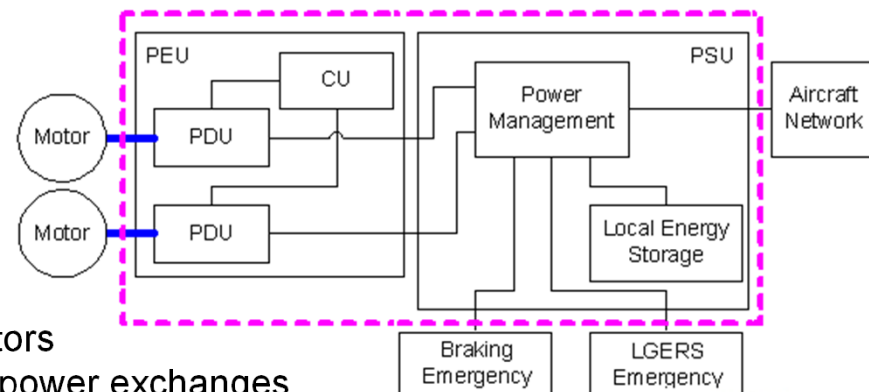 PEU
PSU
CU
Power
Management
Aircraft
Network
Motor
PDU
Motor
PDU
Local Energy
Storage
tors
power exchanges
Braking
Emergency
LGERS
Emergency